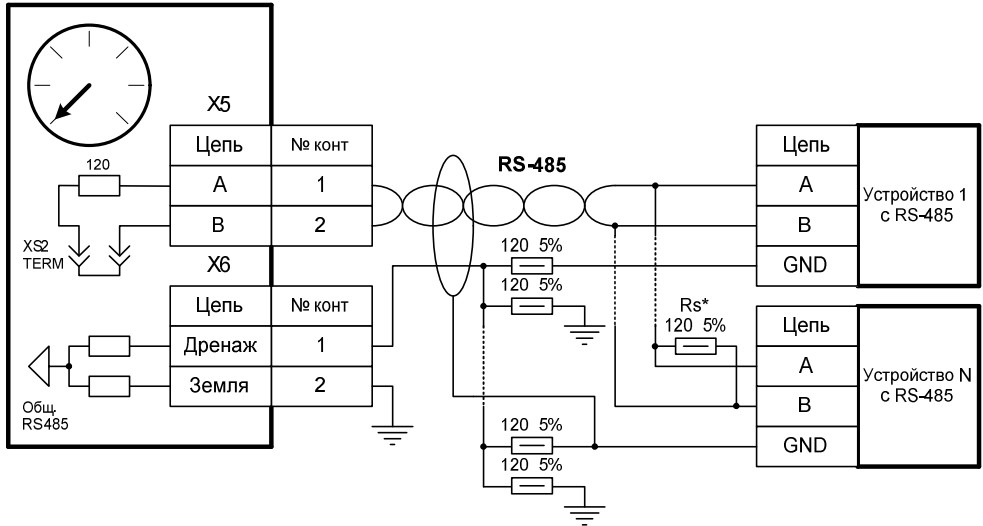 X5
Цепь № конт
120
A 1
B 2
XS2
TERM
X6
Цепь № конт
Дренаж 1
Земля 2
Общ.
RS485
RS-485
120 5%
120 5%
120 5%
120 5%
Rs*
120 5%
Цепь
A
B
GND
Устройство 1
с RS-485
Цепь
A
B
GND
Устройство N
с RS-485